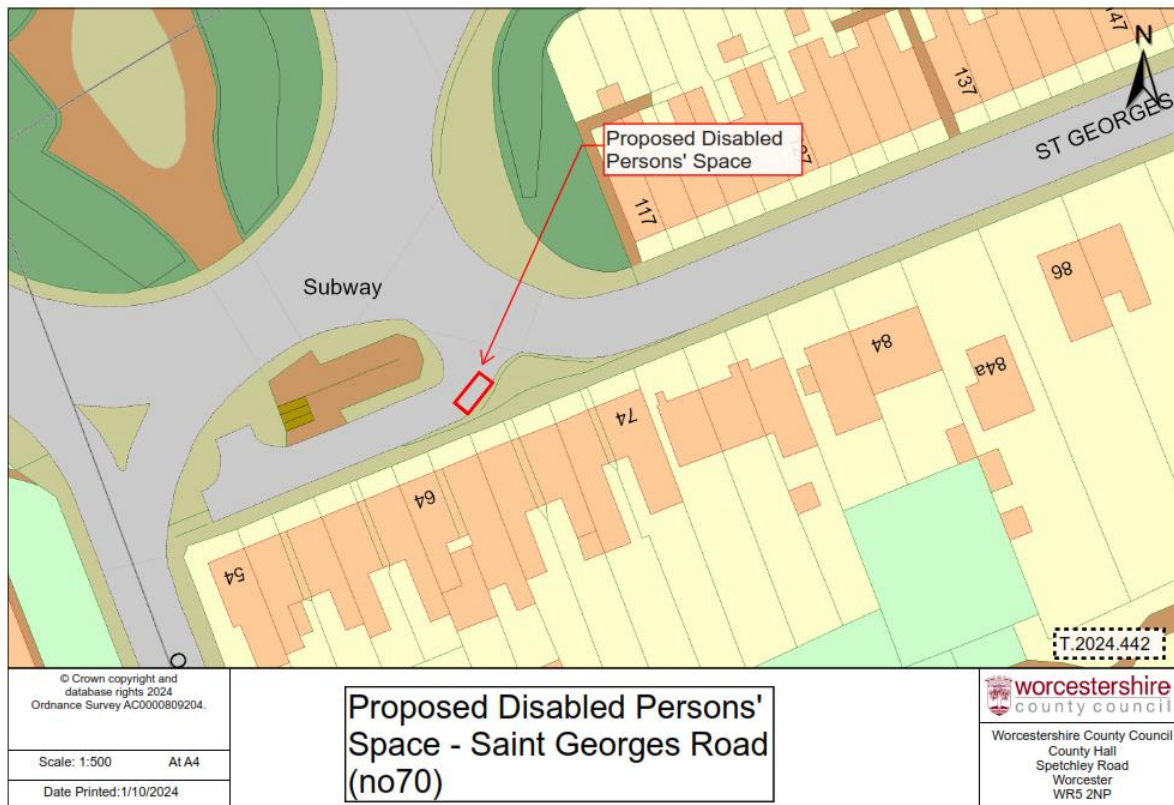 147
N
137
ST GEORGES
Proposed Disabled
Persons' Space
127
117
Subway
86
84
84a
74
64
54
O
T.2024.442
© Crown copyright and
database rights 2024
Ordnance Survey AC0000809204.
Scale: 1:500 At A4
Date Printed:1/10/2024
Proposed Disabled Persons'
Space - Saint Georges Road
(no70)
worcestershire
county council
Worcestershire County Council
County Hall
Spetchley Road
Worcester
WR5 2NP